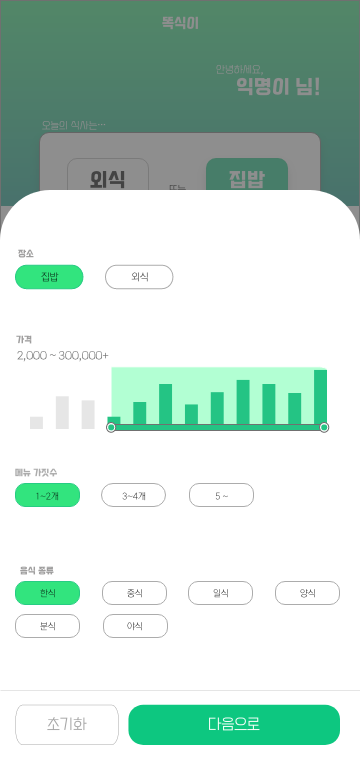 똑식이
안녕하세요,
익명이 님!
오늘의 식사는…
외식 또는 집밥
장소
집밥 외식
가격
2,000 ~ 300,000+
메뉴 가짓수
1~2개 3~4개 5 ~
음식 종류
한식 중식 일식 양식
분식 야식
초기화 다음으로